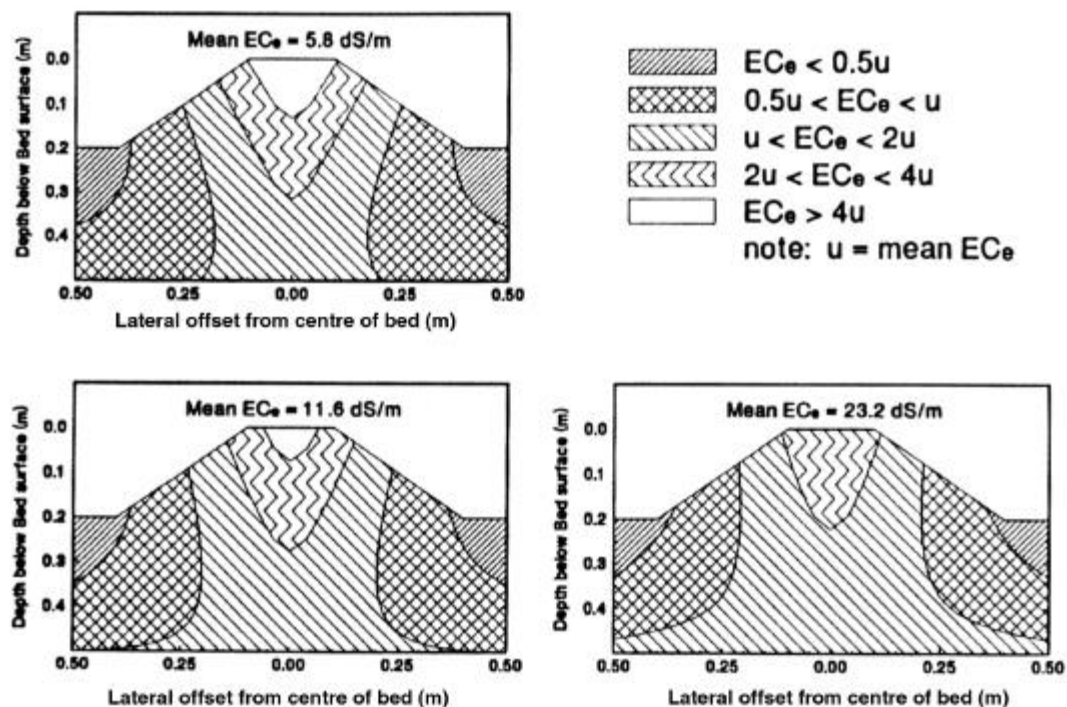 Mean ECe = 5.8 dS/m
Depth below Bed surface (m)
0.0
0.1
0.2
0.3
0.4
0.50
0.25
0.00
0.25
0.50
Lateral offset from centre of bed (m)
ECe < 0.5u
0.5u < ECe < u
u < ECe < 2u
2u < ECe < 4u
ECe > 4u
note: u = mean ECe
Mean ECe = 11.6 dS/m
Depth below Bed surface (m)
0.0
0.1
0.2
0.3
0.4
0.50
0.25
0.00
0.25
0.50
Lateral offset from centre of bed (m)
Mean ECe = 23.2 dS/m
Depth below Bed surface (m)
0.0
0.1
0.2
0.3
0.4
0.50
0.25
0.00
0.25
0.50
Lateral offset from centre of bed (m)